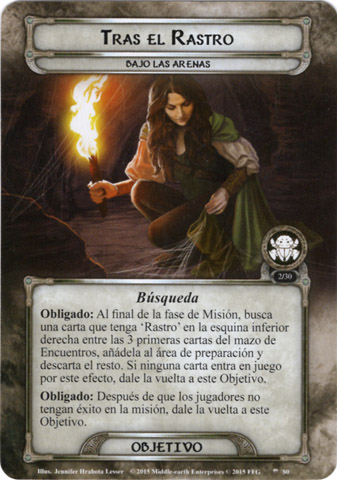 Tras el Rastro
Bajo las Arenas
2/30
Búsqueda
Obligado: Al final de la fase de Misión, busca
una carta que tenga ‘Rastro’ en la esquina inferior
derecha entre las 3 primeras cartas del mazo de
Encuentros, añádela al área de preparación y
descarta el resto. Si ninguna carta entra en juego
por este efecto, dale la vuelta a este Objetivo.
Obligado: Después de que los jugadores no
tengan éxito en la misión, dale la vuelta a
este Objetivo.
Objetivo
Illus. Jennifer Hrabota Lesser ©2015 Middle-earth Enterprises ©2015 FFG 80